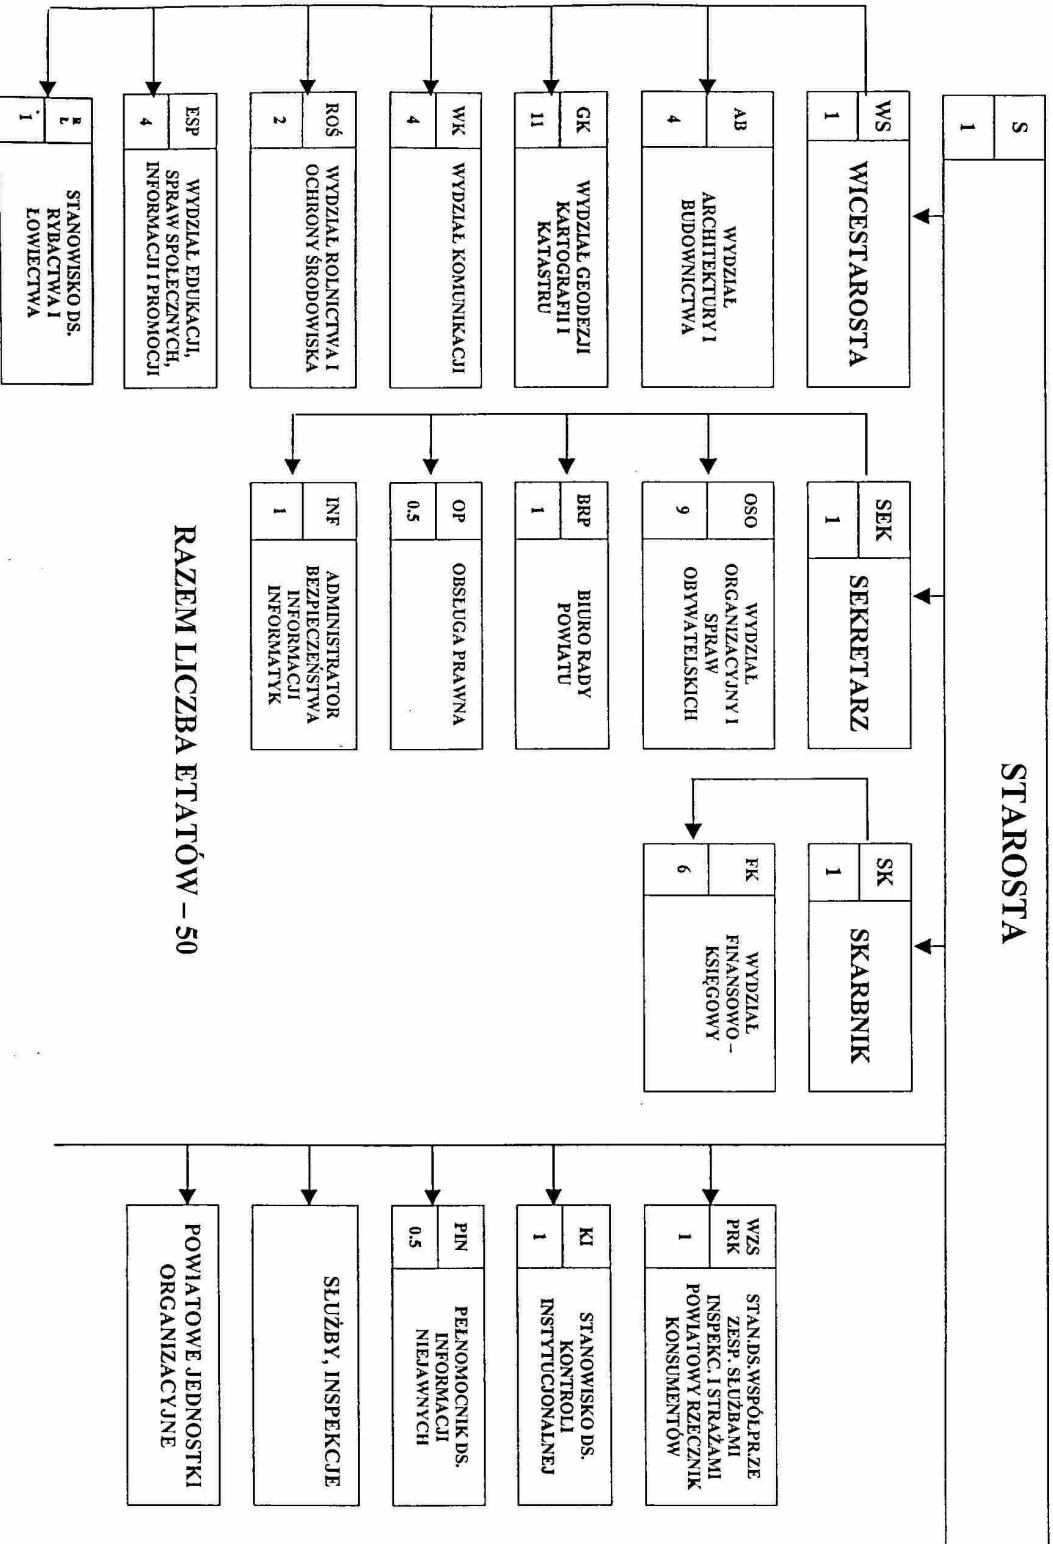 STAROSTA
S
1
WS
1
WICESTAROSTA
AB
4
WYDZIAŁ
ARCHITEKTURY I
BUDOWNICTWA
GK
11
WYDZIAŁ GEODEZJI
KARTOGRAFII I
KATASTRU
WK
4
WYDZIAŁ KOMUNIKACJI
ROŚ
2
WYDZIAŁ ROLNICTWA I
OCHRONY ŚRODOWISKA
ESP
4
WYDZIAŁ EDUKACJI,
SPRAW SPOŁECZNYCH,
INFORMACJI I PROMOCJI
RŁ
1
STANOWISKO DS.
RYBACTWA I
ŁOWIECTWA
SEK
1
SEKRETARZ
OSO
9
WYDZIAŁ
ORGANIZACYJNY I
SPRAW
OBYWATELSKICH
BRP
1
BIURO RADY
POWIATU
OP
0.5
OBSŁUGA PRAWNA
INF
1
ADMINISTRATOR
BEZPIECZEŃSTWA
INFORMACJI
INFORMATYK
SK
1
SKARBNIK
FK
6
WYDZIAŁ
FINANSOWO –
KSIĘGOWY
WZS
PRK
1
STAN.DS.WSPÓŁPR.ZE
ZESP. SŁUŻBAMI
INSPEKC. I STRAŻAMI
POWIATOWY RZECZNIK
KONSUMENTÓW
KI
1
STANOWISKO DS.
KONTROLI
INSTYTUCJONALNEJ
PIN
0.5
PEŁNOMOCNIK DS.
INFORMACJI
NIEJAWNYCH
SŁUŻBY, INSPEKCJE
POWIATOWE JEDNOSTKI
ORGANIZACYJNE
RAZEM LICZBA ETATÓW – 50